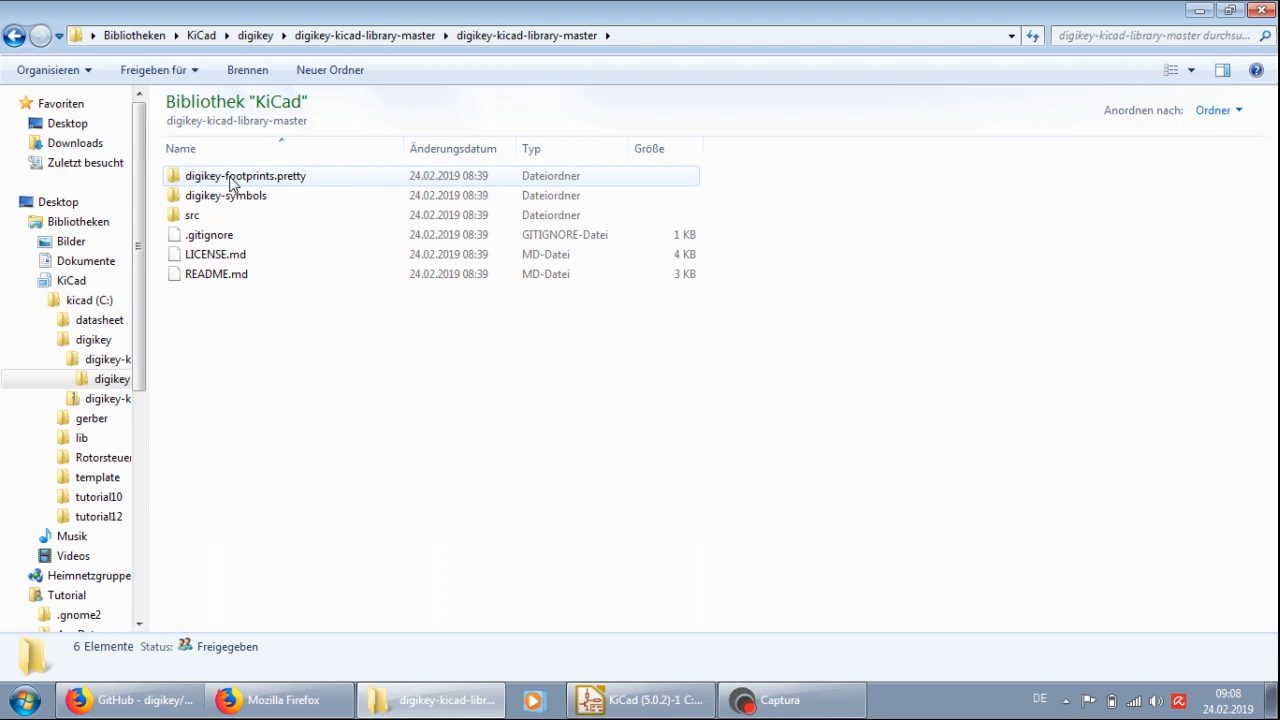 Bibliotheken KiCad digikey digikey-kicad-library-master digikey-kicad-library-master
digikey-kicad-library-master durchsu...
Organisieren Freigeben für Brennen Neuer Ordner
Bibliothek "KiCad"
digikey-kicad-library-master
Anordnen nach: Ordner
Name Änderungsdatum Typ Größe
digikey-footprints.pretty 24.02.2019 08:39 Dateiordner
digikey-symbols 24.02.2019 08:39 Dateiordner
src 24.02.2019 08:39 Dateiordner
.gitignore 24.02.2019 08:39 GITIGNORE-Datei 1 KB
LICENSE.md 24.02.2019 08:39 MD-Datei 4 KB
README.md 24.02.2019 08:39 MD-Datei 3 KB
Favoriten
Desktop
Downloads
Zuletzt besucht
Desktop
Bibliotheken
Bilder
Dokumente
KiCad
kicad (C:)
datasheet
digikey
digikey-k
digikey
digikey-k
gerber
lib
Rotorsteuer
template
tutorial10
tutorial12
Musik
Videos
Heimnetzgruppe
Tutorial
.gnome2
6 Elemente Status: Freigegeben
GitHub - digikey/... Mozilla Firefox digikey-kicad-libr... KiCad (5.0.2)-1 C:... Captura
DE
09:08
24.02.2019